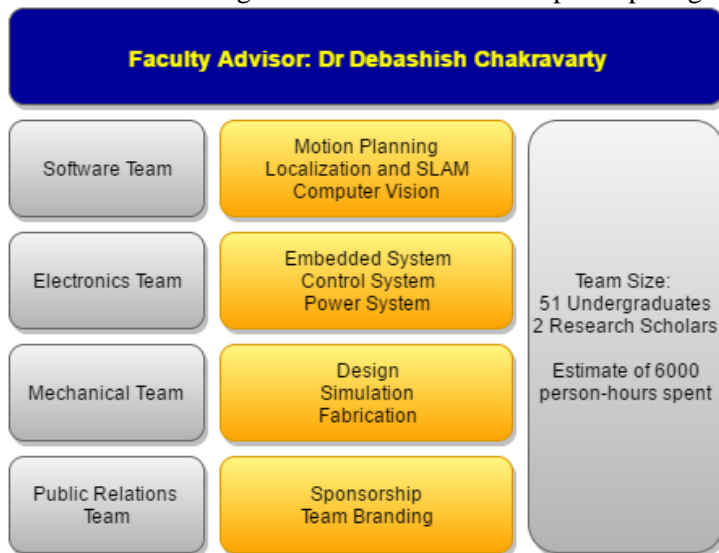 Faculty Advisor: Dr Debashish Chakravarty
Software Team
Motion Planning
Localization and SLAM
Computer Vision
Electronics Team
Embedded System
Control System
Power System
Mechanical Team
Design
Simulation
Fabrication
Public Relations
Team
Sponsorship
Team Branding
Team Size:
51 Undergraduates
2 Research Scholars
Estimate of 6000
person-hours spent